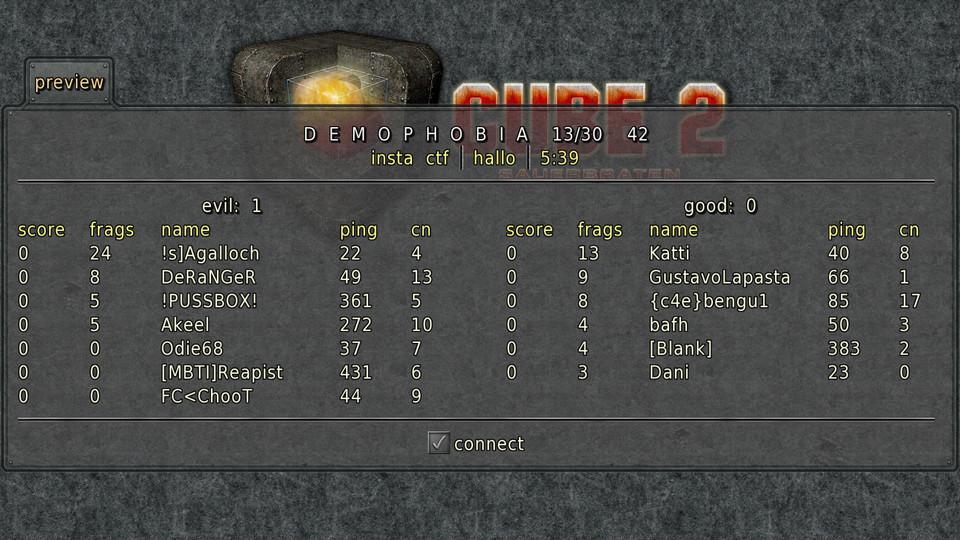 CUBE 2
SAUERBRATEN
preview
D E M O P H O B I A 13/30 42
insta ctf | hallo | 5:39
evil: 1 good: 0
score frags name ping cn score frags name ping cn
0 24 !s]Agalloch 22 4 0 13 Katti 40 8
0 8 DeRaNGeR 49 13 0 9 GustavoLapasta 66 1
0 5 !PUSSBOX! 361 5 0 8 {c4e}bengu1 85 17
0 5 Akeel 272 10 0 4 bafh 50 3
0 0 Odie68 37 7 0 4 [Blank] 383 2
0 0 [MBTI]Reapist 431 6 0 3 Dani 23 0
0 0 FC<ChooT 44 9
connect